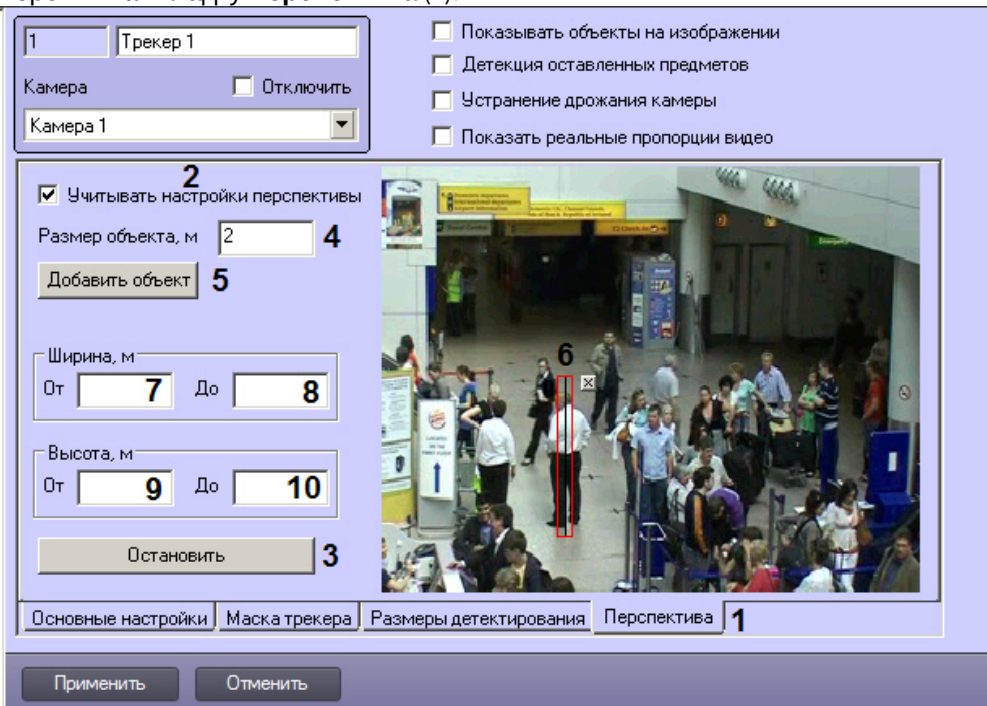 1 Трекер 1
Камера
Отключить
Камера 1
Показывать объекты на изображении
Детекция оставленных предметов
Устранение дрожания камеры
Показать реальные пропорции видео
2
Учитывать настройки перспективы
Размер объекта, м 2 4
Добавить объект 5
Ширина, м
От 7 До 8
Высота, м
От 9 До 10
Остановить 3
6
Основные настройки Маска трекера Размеры детектирования Перспектива 1
Применить Отменить